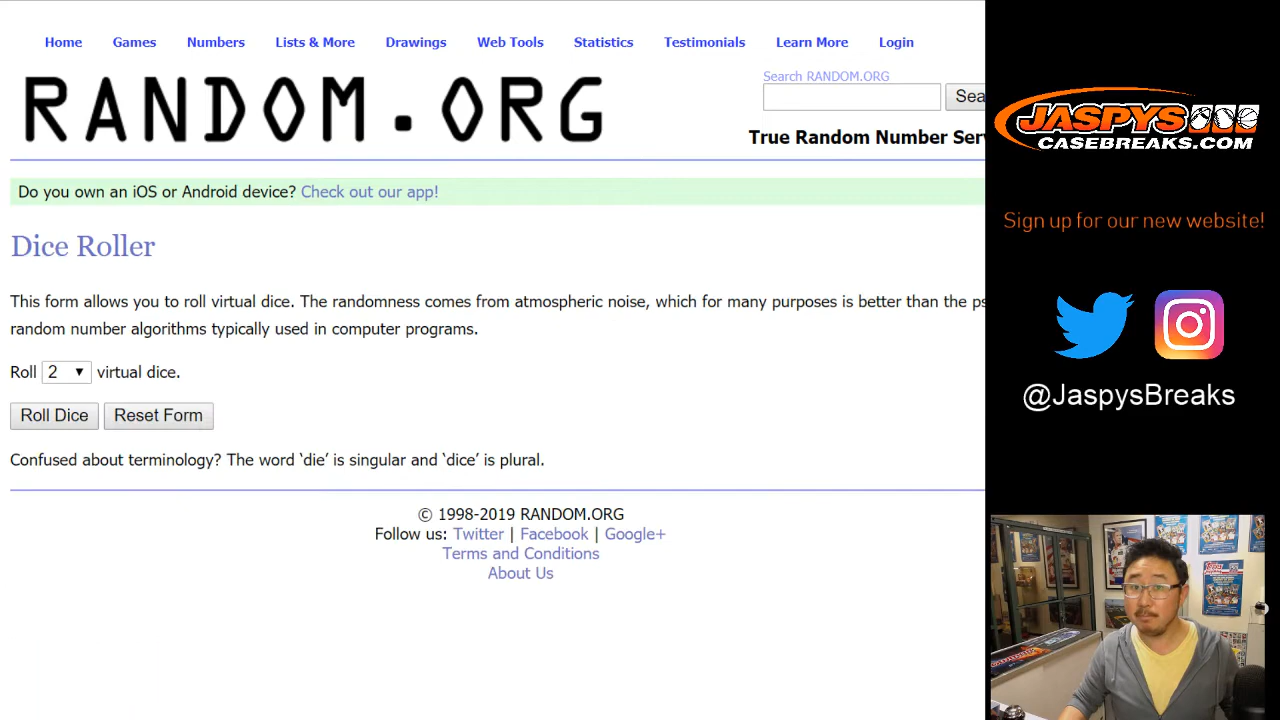 Home Games Numbers Lists & More Drawings Web Tools Statistics Testimonials Learn More Login
RANDOM.ORG
Search RANDOM.ORG
Sea
True Random Number Ser
Do you own an iOS or Android device? Check out our app!
Dice Roller
This form allows you to roll virtual dice. The randomness comes from atmospheric noise, which for many purposes is better than the ps
random number algorithms typically used in computer programs.
Roll 2 virtual dice.
Roll Dice Reset Form
Confused about terminology? The word ‘die’ is singular and ‘dice’ is plural.
© 1998-2019 RANDOM.ORG
Follow us: Twitter | Facebook | Google+
Terms and Conditions
About Us
JASPYS
CASEBREAKS.COM
Sign up for our new website!
@JaspysBreaks
Topps